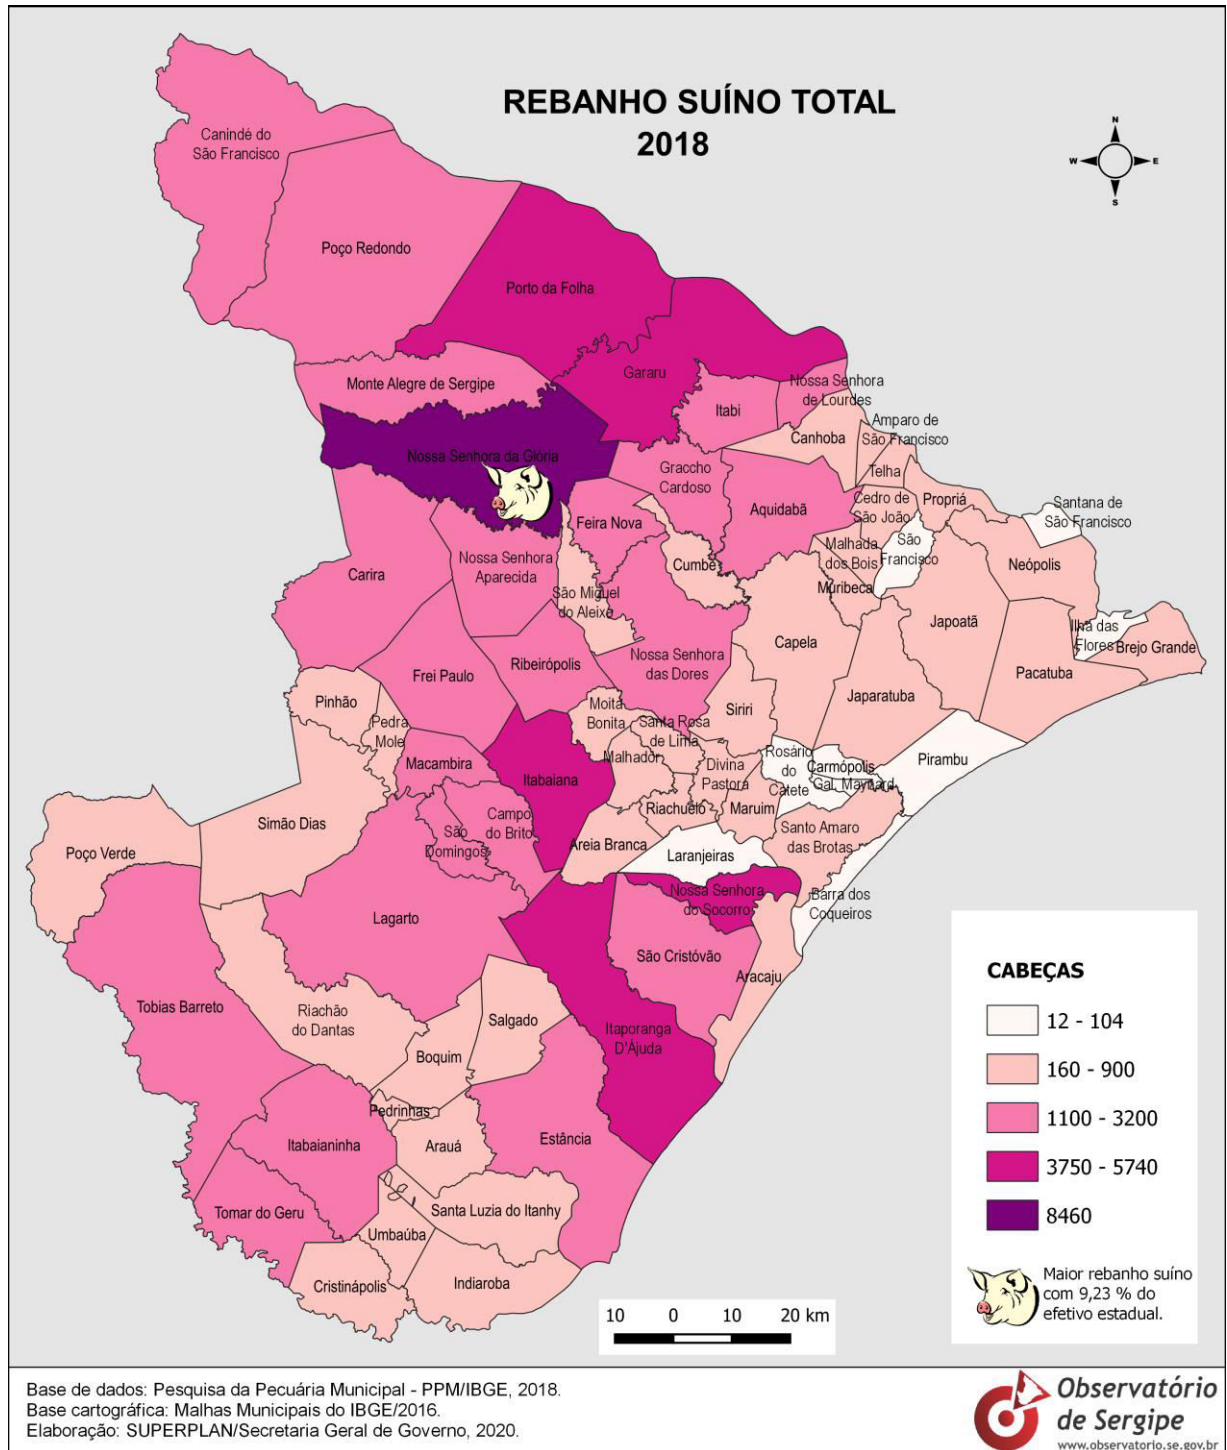 REBANHO SUÍNO TOTAL
2018
N
W
E
S
Canindé do
São Francisco
Poço Redondo
Porto da Folha
Gararu
Monte Alegre de Sergipe
Itabi
Nossa Senhora
de Lourdes
Canhoba
Amparo de
São Francisco
Nossa Senhora da Glória
Graccho
Cardoso
Telha
Aquidabã
Cedro de
São João
Propriá
Santana de
São Francisco
Feira Nova
Nossa Senhora
Aparecida
Cumbe
Malhada
dos Bois
São
Francisco
Neópolis
Carira
São Miguel
do Aleixo
Muribeca
Japoatã
Ilha das
Flores
Brejo Grande
Capela
Nossa Senhora
das Dores
Ribeirópolis
Frei Paulo
Pacatuba
Japaratuba
Pinhão
Moita
Bonita
Siriri
Pedra
Mole
Santa Rosa
de Lima
Macambira
Itabaiana
Malhador
Divina
Pastora
Rosário
do
Catete
Carmópolis
Gal. Maynard
Pirambu
Riachuelo
Maruim
Campo
do Brito
São
Domingos
Simão Dias
Poço Verde
Areia Branca
Santo Amaro
das Brotas
Laranjeiras
Nossa Senhora
do Socorro
Barra dos
Coqueiros
Lagarto
São Cristóvão
Aracaju
Tobias Barreto
Riachão
do Dantas
Salgado
Itaporanga
D'Ájuda
Boquim
Pedrinhas
Itabaianinha
Arauá
Estância
Tomar do Geru
Santa Luzia do Itanhy
Umbaúba
Cristinápolis
Indiaroba
CABEÇAS
12 - 104
160 - 900
1100 - 3200
3750 - 5740
8460
Maior rebanho suíno
com 9,23 % do
efetivo estadual.
10 0 10 20 km
Base de dados: Pesquisa da Pecuária Municipal - PPM/IBGE, 2018.
Base cartográfica: Malhas Municipais do IBGE/2016.
Elaboração: SUPERPLAN/Secretaria Geral de Governo, 2020.
Observatório
de Sergipe
www.observatorio.se.gov.br